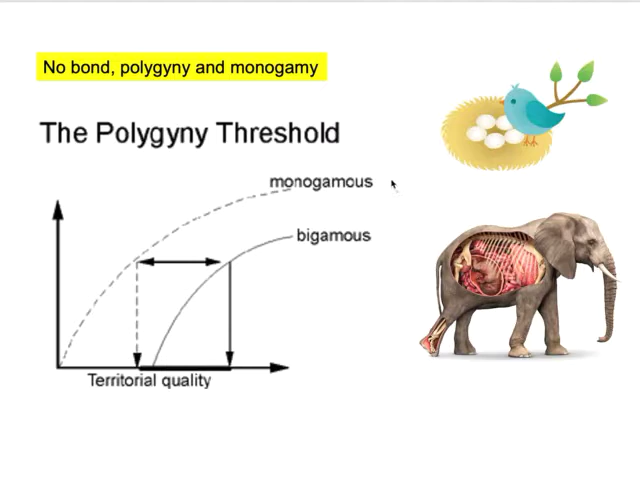 No bond, polygyny and monogamy
The Polygyny Threshold
monogamous
bigamous
Territorial quality